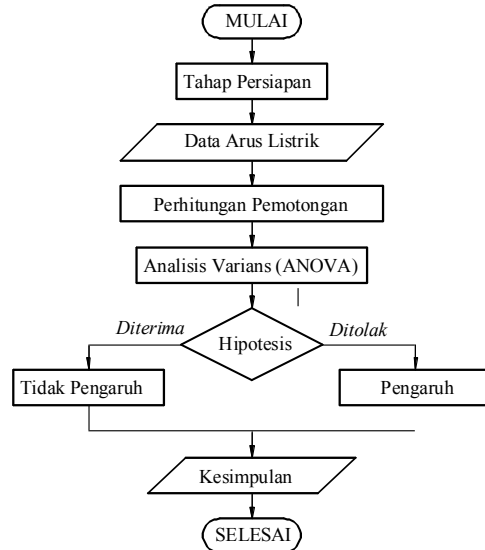 MULAI
Tahap Persiapan
Data Arus Listrik
Perhitungan Pemotongan
Analisis Varians (ANOVA)
Diterima
Hipotesis
Ditolak
Tidak Pengaruh
Pengaruh
Kesimpulan
SELESAI